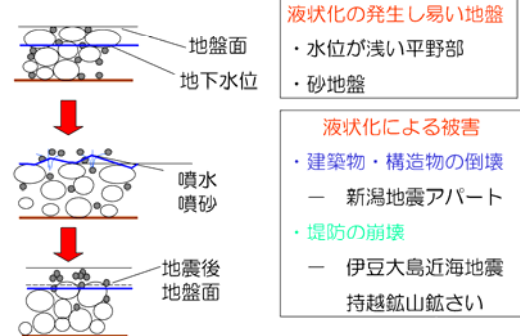 地盤面
地下水位
噴水
噴砂
地震後
地盤面
液状化の発生し易い地盤
・水位が浅い平野部
・砂地盤
液状化による被害
・建築物・構造物の倒壊
− 新潟地震アパート
・堤防の崩壊
− 伊豆大島近海地震
持越鉱山鉱さい